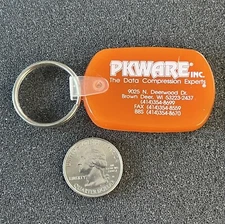 PKWARE® INC.
The Data Compression Experts
9025 N. Deerwood Dr.
Brown Deer, WI 53223-2437
(414)354-8699
FAX (414)354-8559
BBS (414)354-8670
LIBERTY